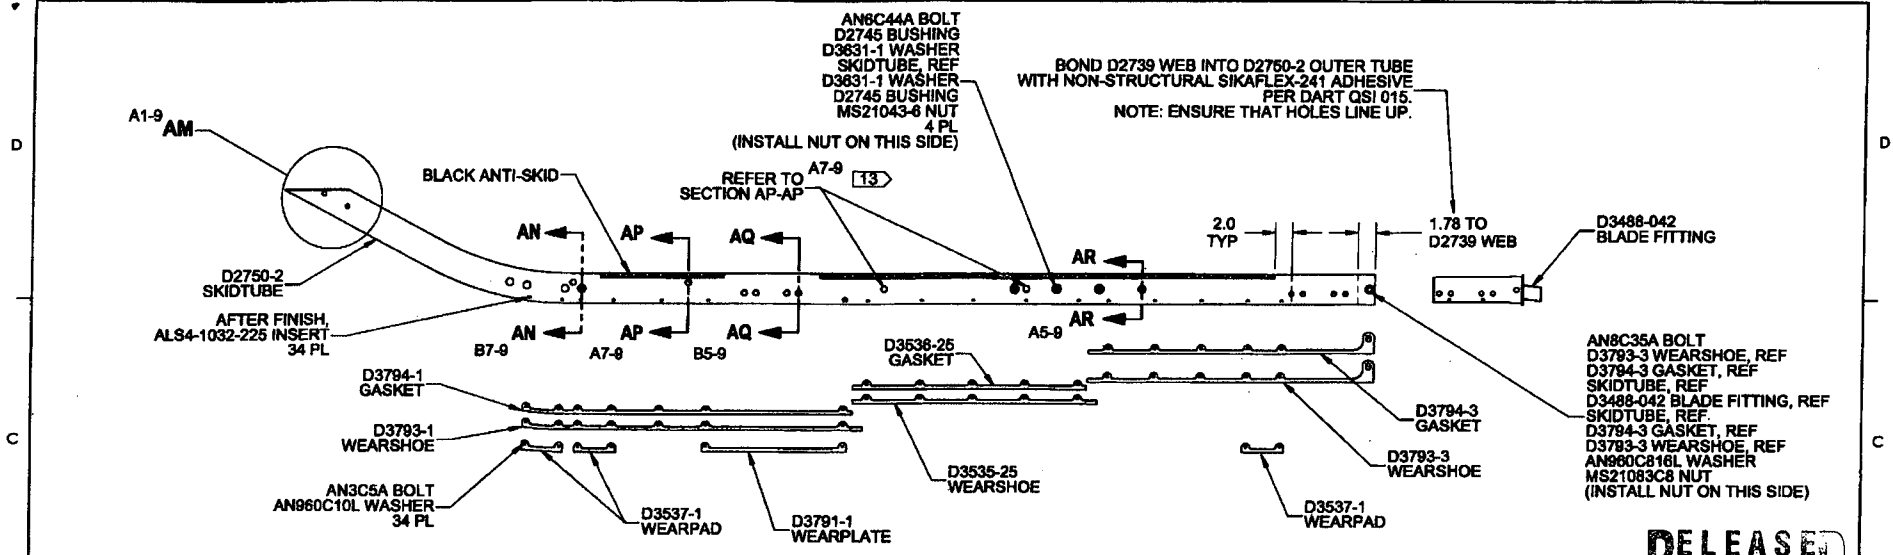 AN6C44A BOLT
D2745 BUSHING
D3631-1 WASHER
SKIDTUBE, REF
D3631-1 WASHER
D2745 BUSHING
MS21043-6 NUT
4 PL
(INSTALL NUT ON THIS SIDE)
BOND D2739 WEB INTO D2750-2 OUTER TUBE
WITH NON-STRUCTURAL SIKAFLEX-241 ADHESIVE
PER DART QSI 015.
NOTE: ENSURE THAT HOLES LINE UP.
A1-9
AM
D
D
BLACK ANTI-SKID
REFER TO
SECTION AP-AP
A7-9
13
AN
AP
AQ
AR
2.0
TYP
1.78 TO
D2739 WEB
D3488-042
BLADE FITTING
D2750-2
SKIDTUBE
AFTER FINISH,
ALS4-1032-225 INSERT
34 PL
AN
AP
AQ
AR
B7-9
A7-9
B5-9
A5-9
D3536-25
GASKET
AN8C35A BOLT
D3793-3 WEARSHOE, REF
D3794-3 GASKET, REF
SKIDTUBE, REF
D3488-042 BLADE FITTING, REF
SKIDTUBE, REF.
D3794-3 GASKET, REF
D3793-3 WEARSHOE, REF
AN960C816L WASHER
MS21083C8 NUT
(INSTALL NUT ON THIS SIDE)
D3794-1
GASKET
D3793-1
WEARSHOE
D3794-3
GASKET
C
C
D3793-3
WEARSHOE
D3535-25
WEARSHOE
AN3C5A BOLT
AN960C10L WASHER
34 PL
D3537-1
WEARPAD
D3791-1
WEARPLATE
D3537-1
WEARPAD
RELEASED